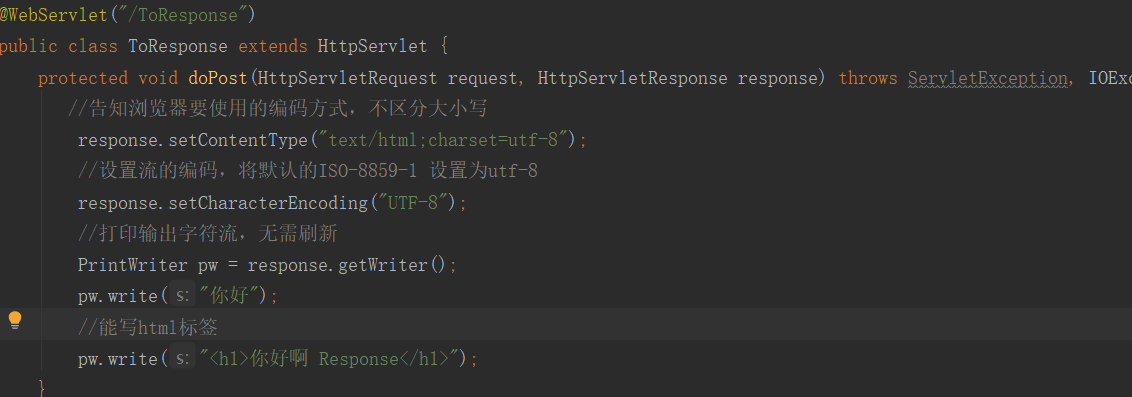 @WebServlet("/ToResponse")
public class ToResponse extends HttpServlet {
protected void doPost(HttpServletRequest request, HttpServletResponse response) throws ServletException, IOExc
//告知浏览器要使用的编码方式，不区分大小写
response.setContentType("text/html;charset=utf-8");
//设置流的编码，将默认的ISO-8859-1 设置为utf-8
response.setCharacterEncoding("UTF-8");
//打印输出字符流，无需刷新
PrintWriter pw = response.getWriter();
pw.write( s: "你好");
//能写html标签
pw.write( s: "<h1>你好啊 Response</h1>");
}